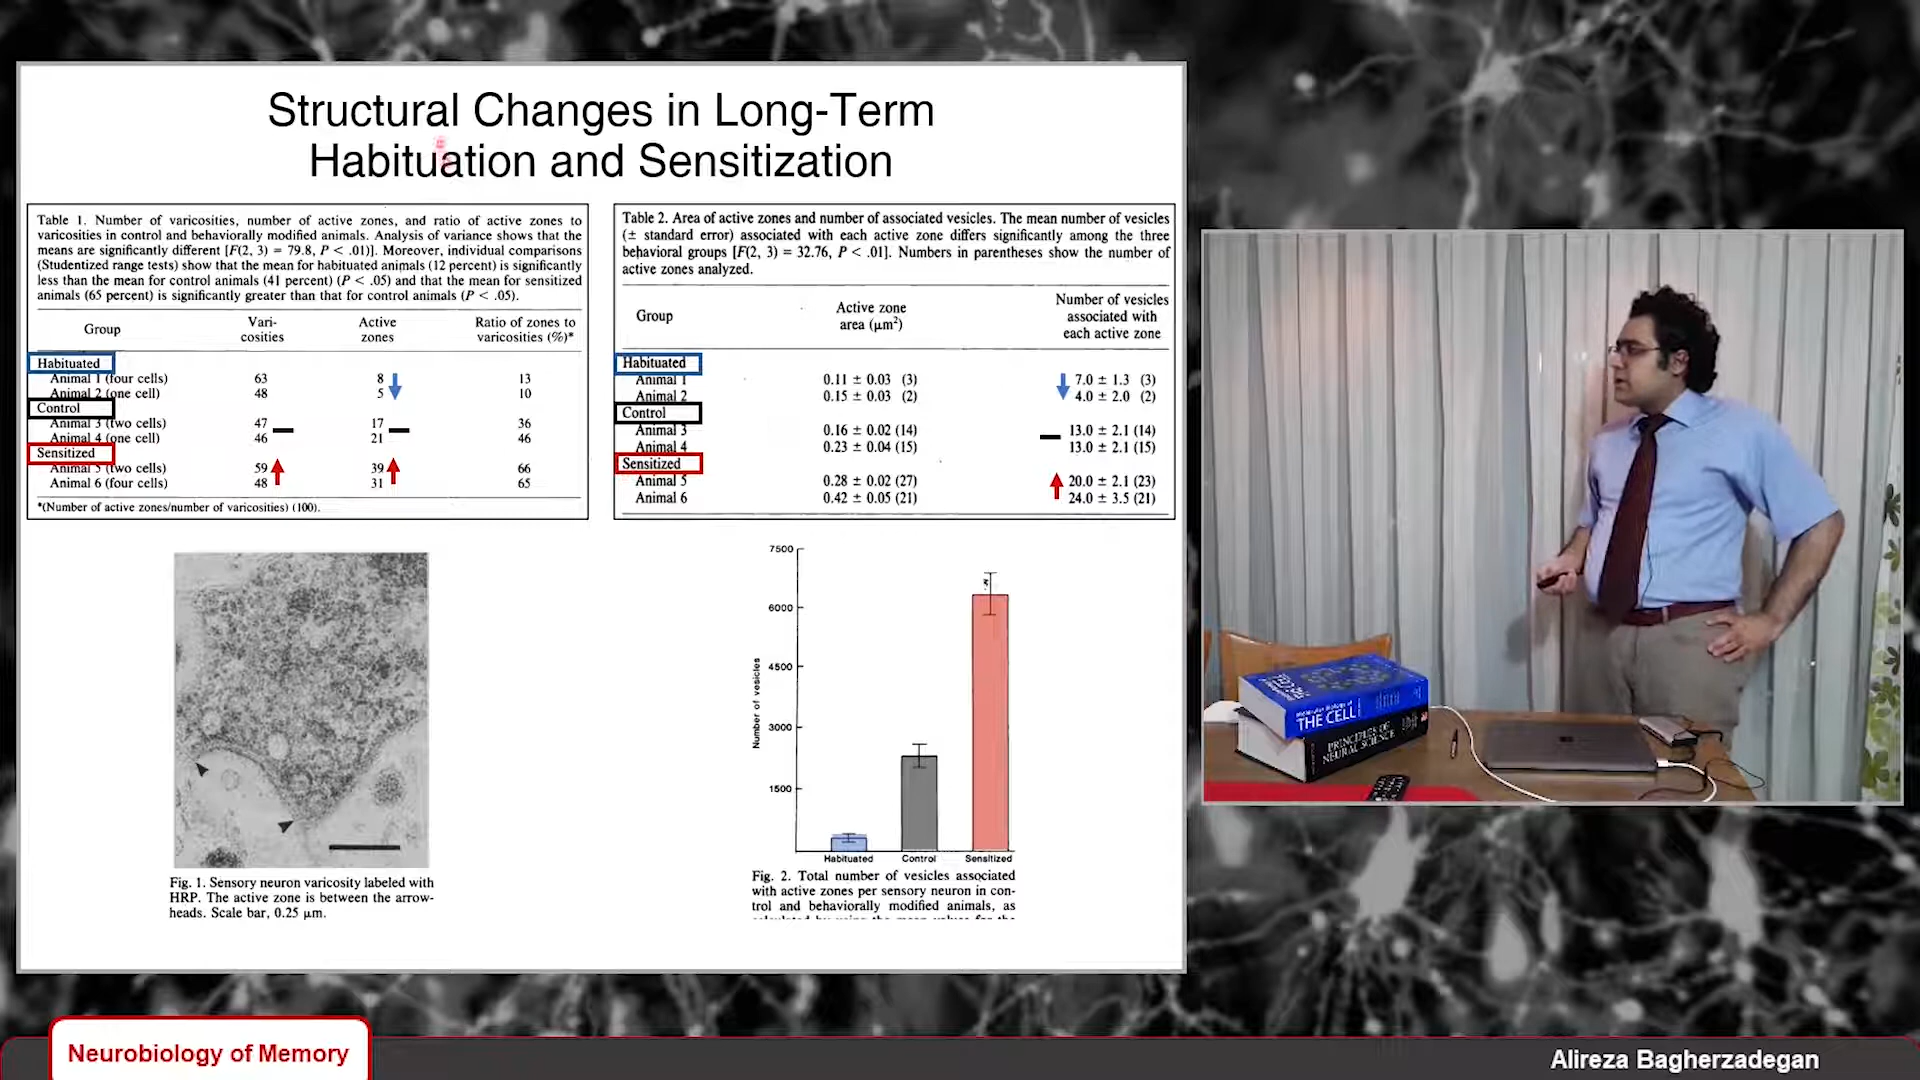 Structural Changes in Long-Term
Habituation and Sensitization
Table 1. Number of varicosities, number of active zones, and ratio of active zones to
varicosities in control and behaviorally modified animals. Analysis of variance shows that the
means are significantly different [F(2, 3) = 79.8, P < .01)]. Moreover, individual comparisons
(Studentized range tests) show that the mean for habituated animals (12 percent) is significantly
less than the mean for control animals (41 percent) (P < .05) and that the mean for sensitized
animals (65 percent) is significantly greater than that for control animals (P < .05).
Group Vari-cosities Active zones Ratio of zones to varicosities (%)*
Habituated
Animal 1 (four cells) 63 8 13
Animal 2 (one cell) 48 5 10
Control
Animal 3 (two cells) 47 17 36
Animal 4 (one cell) 46 21 46
Sensitized
Animal 5 (two cells) 59 39 66
Animal 6 (four cells) 48 31 65
*(Number of active zones/number of varicosities) (100).
Table 2. Area of active zones and number of associated vesicles. The mean number of vesicles
(± standard error) associated with each active zone differs significantly among the three
behavioral groups [F(2, 3) = 32.76, P < .01]. Numbers in parentheses show the number of
active zones analyzed.
Group Active zone area (μm²) Number of vesicles associated with each active zone
Habituated
Animal 1 0.11 ± 0.03 (3) 7.0 ± 1.3 (3)
Animal 2 0.15 ± 0.03 (2) 4.0 ± 2.0 (2)
Control
Animal 3 0.16 ± 0.02 (14) 13.0 ± 2.1 (14)
Animal 4 0.23 ± 0.04 (15) 13.0 ± 2.1 (15)
Sensitized
Animal 5 0.28 ± 0.02 (27) 20.0 ± 2.1 (23)
Animal 6 0.42 ± 0.05 (21) 24.0 ± 3.5 (21)
Fig. 1. Sensory neuron varicosity labeled with
HRP. The active zone is between the arrow-
heads. Scale bar, 0.25 μm.
7500
6000
4500
3000
1500
Number of vesicles
Habituated Control Sensitized
Fig. 2. Total number of vesicles associated
with active zones per sensory neuron in con-
trol and behaviorally modified animals, as
THE CELL
Molecular Biology of
THE CELL
PRINCIPLES OF
NEURAL SCIENCE
Neurobiology of Memory
Alireza Bagherzadegan